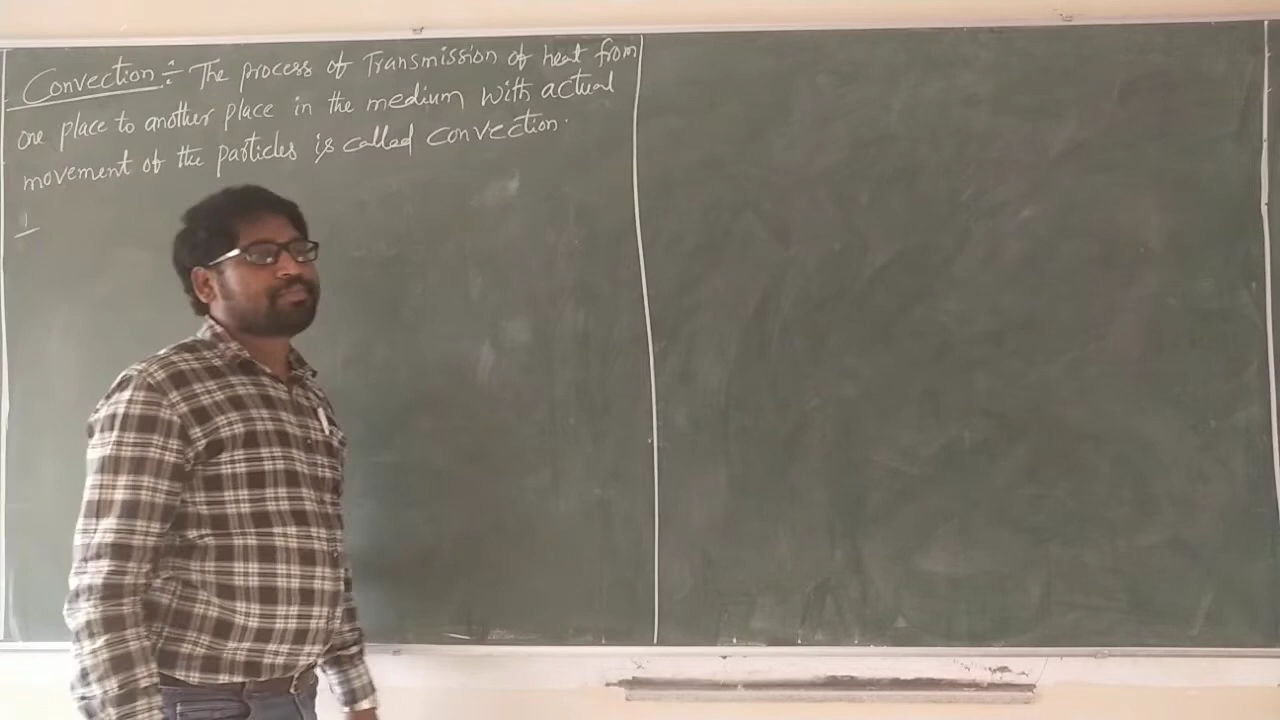 Convection :- The process of Transmission of heat from
one place to another place in the medium with actual
movement of the particles is called convection.